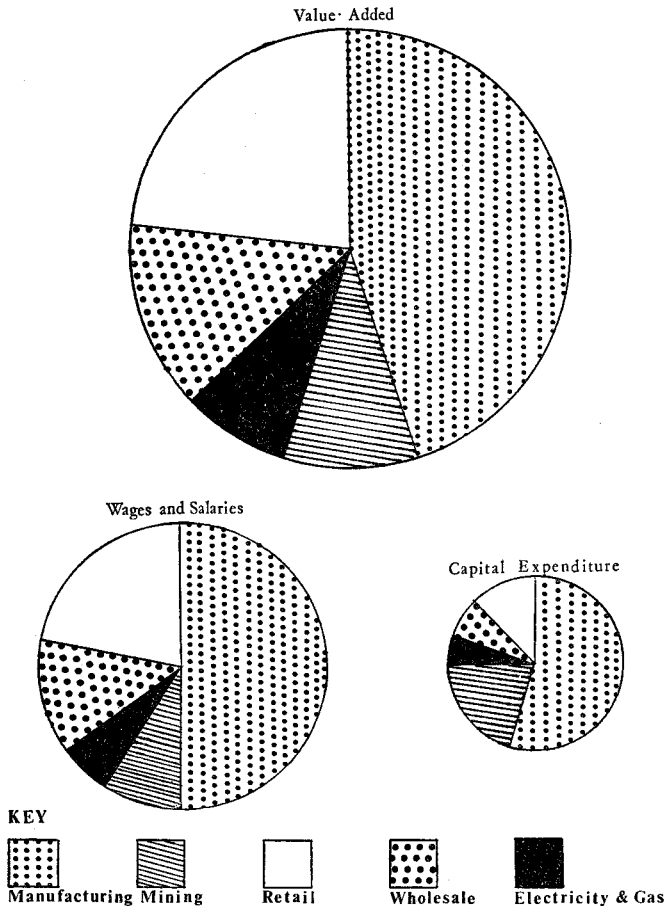 Value· Added
Wages and Salaries
Capital Expenditure
KEY
Manufacturing Mining Retail Wholesale Electricity & Gas